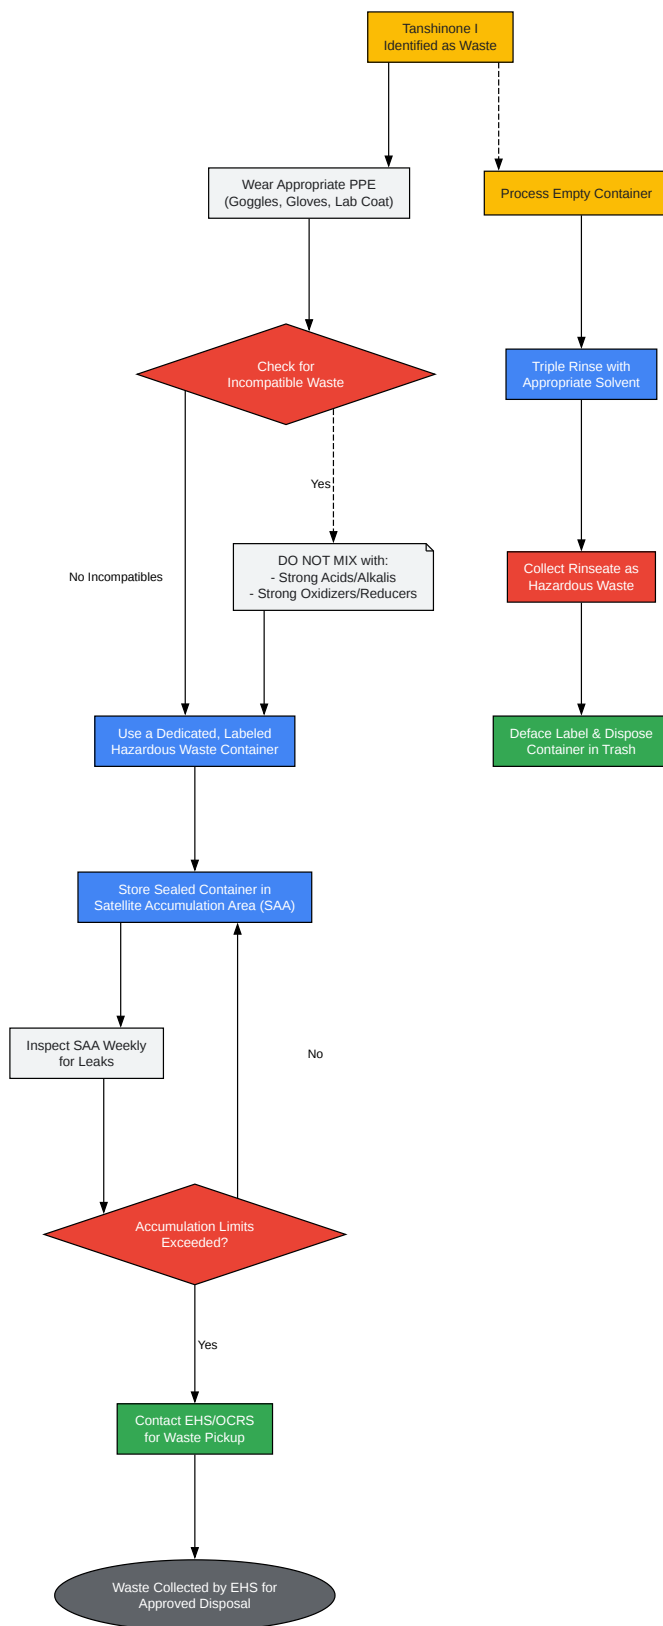 Tanshinone I
Identified as Waste
Wear Appropriate PPE
(Goggles, Gloves, Lab Coat)
Process Empty Container
Check for
Incompatible Waste
Triple Rinse with
Appropriate Solvent
Yes
No Incompatibles
DO NOT MIX with:
- Strong Acids/Alkalis
- Strong Oxidizers/Reducers
Collect Rinseate as
Hazardous Waste
Use a Dedicated, Labeled
Hazardous Waste Container
Deface Label & Dispose
Container in Trash
Store Sealed Container in
Satellite Accumulation Area (SAA)
Inspect SAA Weekly
for Leaks
No
Accumulation Limits
Exceeded?
Yes
Contact EHS/OCRS
for Waste Pickup
Waste Collected by EHS for
Approved Disposal